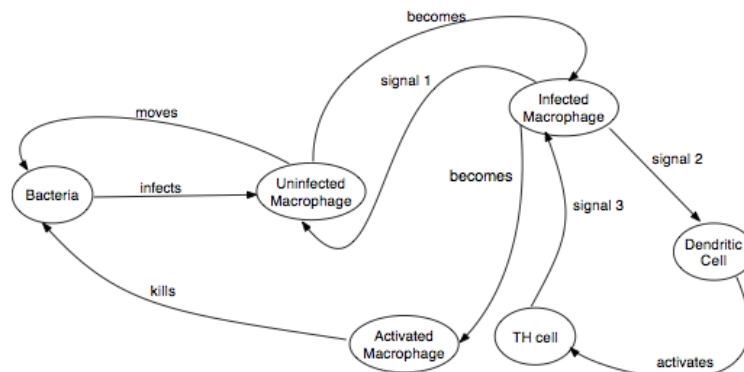 becomes
signal 1
Infected
Macrophage
moves
signal 2
becomes
Uninfected
Macrophage
infects
Bacteria
signal 3
Dendritic
Cell
kills
Activated
Macrophage
TH cell
activates